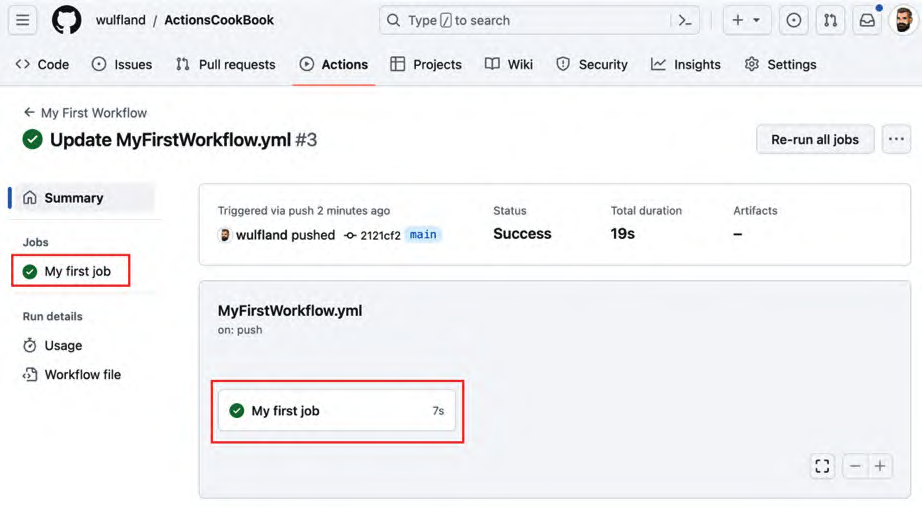 wulfland / ActionsCookBook
Type / to search
Code Issues Pull requests Actions Projects Wiki Security Insights Settings
← My First Workflow
Update MyFirstWorkflow.yml #3
Re-run all jobs
Summary
Jobs
My first job
Run details
Usage
Workflow file
Triggered via push 2 minutes ago
wulfland pushed 2121cf2 main
Status
Success
Total duration
19s
Artifacts
–
MyFirstWorkflow.yml
on: push
My first job 7s